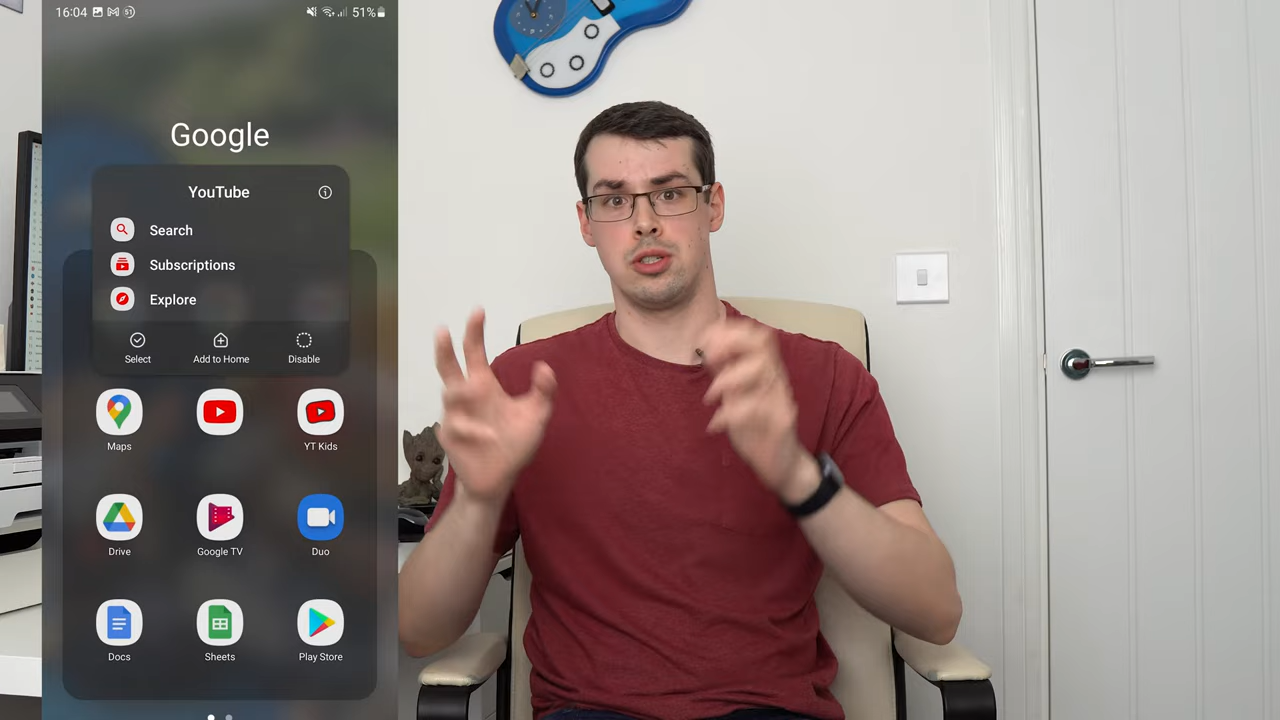 16:04
51%
Google
YouTube
Search
Subscriptions
Explore
Select Add to Home Disable
Maps YT Kids
Drive Google TV Duo
Docs Sheets Play Store